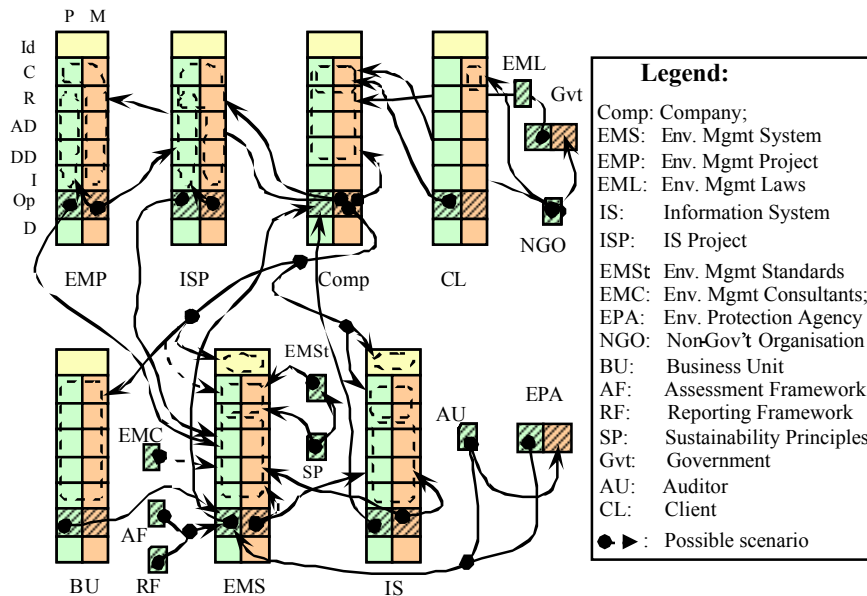 P M
Id
C
R
AD
DD
I
Op
D
EMP
ISP
Comp
CL
EML
Gvt
NGO
EMSt
EMC
SP
AU
EPA
AF
RF
BU
EMS
IS
Legend:
Comp: Company;
EMS: Env. Mgmt System
EMP: Env. Mgmt Project
EML: Env. Mgmt Laws
IS: Information System
ISP: IS Project
EMSt: Env. Mgmt Standards
EMC: Env. Mgmt Consultants;
EPA: Env. Protection Agency
NGO: Non-Gov't Organisation
BU: Business Unit
AF: Assessment Framework
RF: Reporting Framework
SP: Sustainability Principles
Gvt: Government
AU: Auditor
CL: Client
: Possible scenario